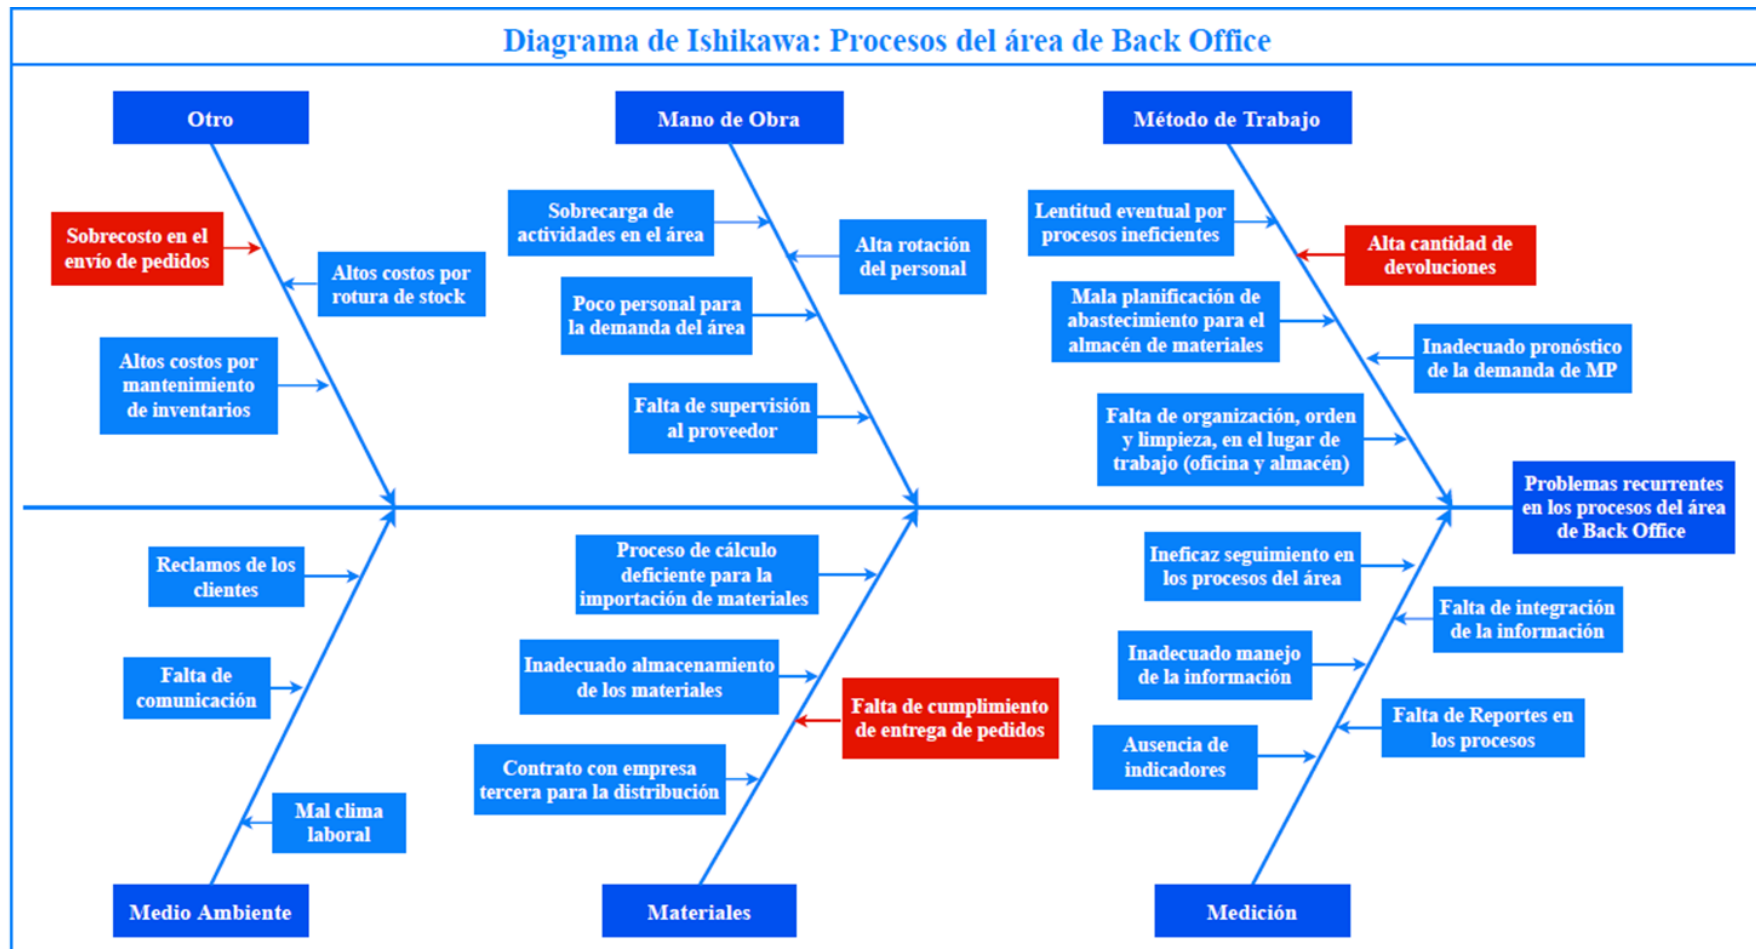 Diagrama de Ishikawa: Procesos del área de Back Office
Otro
Mano de Obra
Método de Trabajo
Sobrecosto en el
envío de pedidos
Altos costos por
rotura de stock
Altos costos por
mantenimiento
de inventarios
Sobrecarga de
actividades en el área
Alta rotación
del personal
Poco personal para
la demanda del área
Falta de supervisión
al proveedor
Lentitud eventual por
procesos ineficientes
Alta cantidad de
devoluciones
Mala planificación de
abastecimiento para el
almacén de materiales
Inadecuado pronóstico
de la demanda de MP
Falta de organización, orden
y limpieza, en el lugar de
trabajo (oficina y almacén)
Problemas recurrentes
en los procesos del área
de Back Office
Reclamos de los
clientes
Falta de
comunicación
Mal clima
laboral
Proceso de cálculo
deficiente para la
importación de materiales
Inadecuado almacenamiento
de los materiales
Falta de cumplimiento
de entrega de pedidos
Contrato con empresa
tercera para la distribución
Ineficaz seguimiento en
los procesos del área
Falta de integración
de la información
Inadecuado manejo
de la información
Falta de Reportes en
los procesos
Ausencia de
indicadores
Medio Ambiente
Materiales
Medición